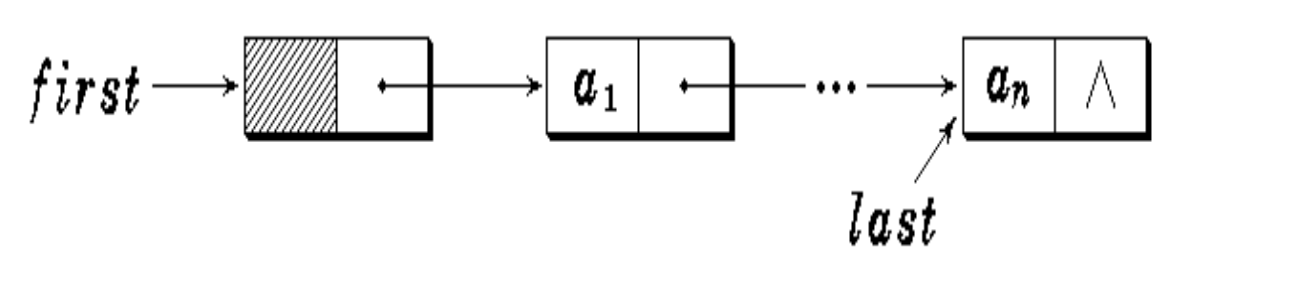 first a₁ ... aₙ ∧
last